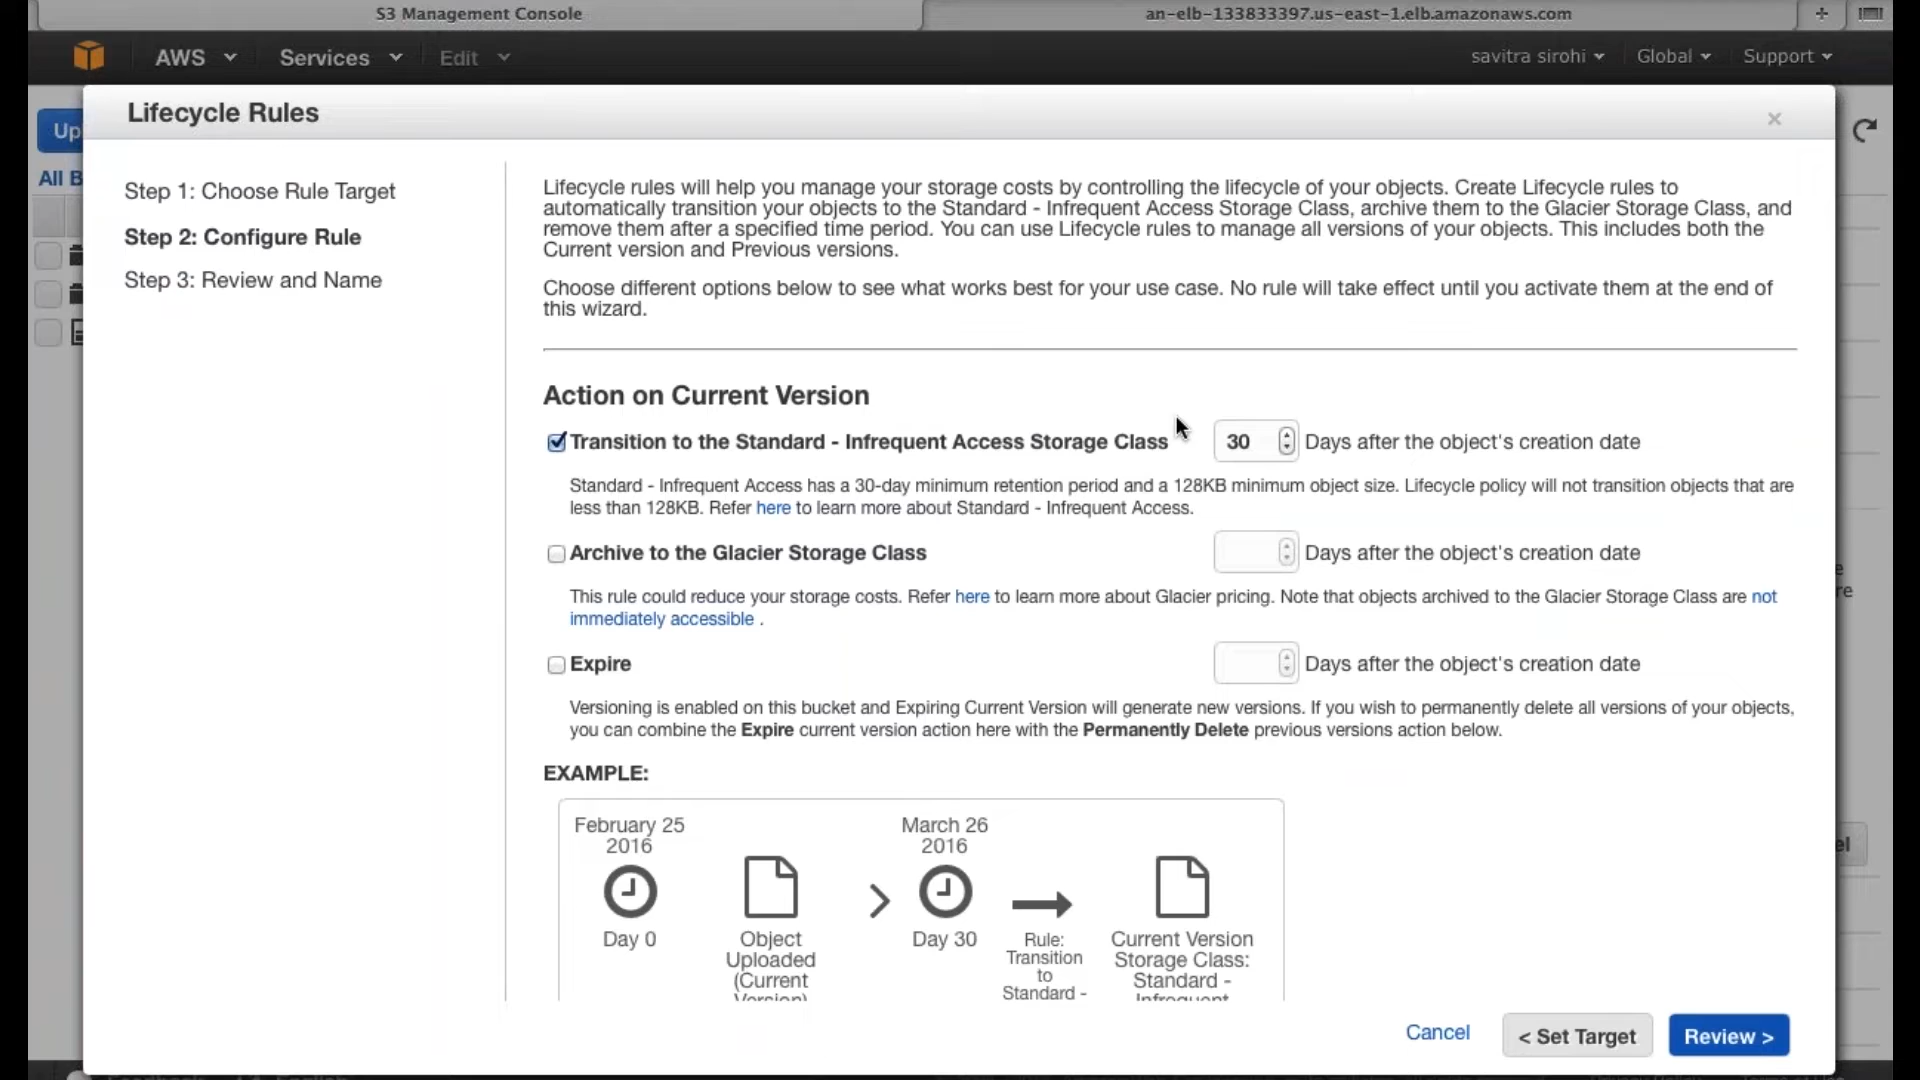 S3 Management Console
an-elb-133833397.us-east-1.elb.amazonaws.com
AWS
Services
Edit
savitra sirohi
Global
Support
Lifecycle Rules
×
Up
All B
Step 1: Choose Rule Target
Step 2: Configure Rule
Step 3: Review and Name
Lifecycle rules will help you manage your storage costs by controlling the lifecycle of your objects. Create Lifecycle rules to
automatically transition your objects to the Standard - Infrequent Access Storage Class, archive them to the Glacier Storage Class, and
remove them after a specified time period. You can use Lifecycle rules to manage all versions of your objects. This includes both the
Current version and Previous versions.
Choose different options below to see what works best for your use case. No rule will take effect until you activate them at the end of
this wizard.
Action on Current Version
Transition to the Standard - Infrequent Access Storage Class 30 Days after the object's creation date
Standard - Infrequent Access has a 30-day minimum retention period and a 128KB minimum object size. Lifecycle policy will not transition objects that are
less than 128KB. Refer here to learn more about Standard - Infrequent Access.
Archive to the Glacier Storage Class Days after the object's creation date
This rule could reduce your storage costs. Refer here to learn more about Glacier pricing. Note that objects archived to the Glacier Storage Class are not
immediately accessible .
Expire Days after the object's creation date
Versioning is enabled on this bucket and Expiring Current Version will generate new versions. If you wish to permanently delete all versions of your objects,
you can combine the Expire current version action here with the Permanently Delete previous versions action below.
EXAMPLE:
February 25
2016
Day 0
Object
Uploaded
(Current
Version)
March 26
2016
Day 30
Rule:
Transition
to
Standard -
Current Version
Storage Class:
Standard -
Infrequent
e
re
el
Cancel
< Set Target
Review >